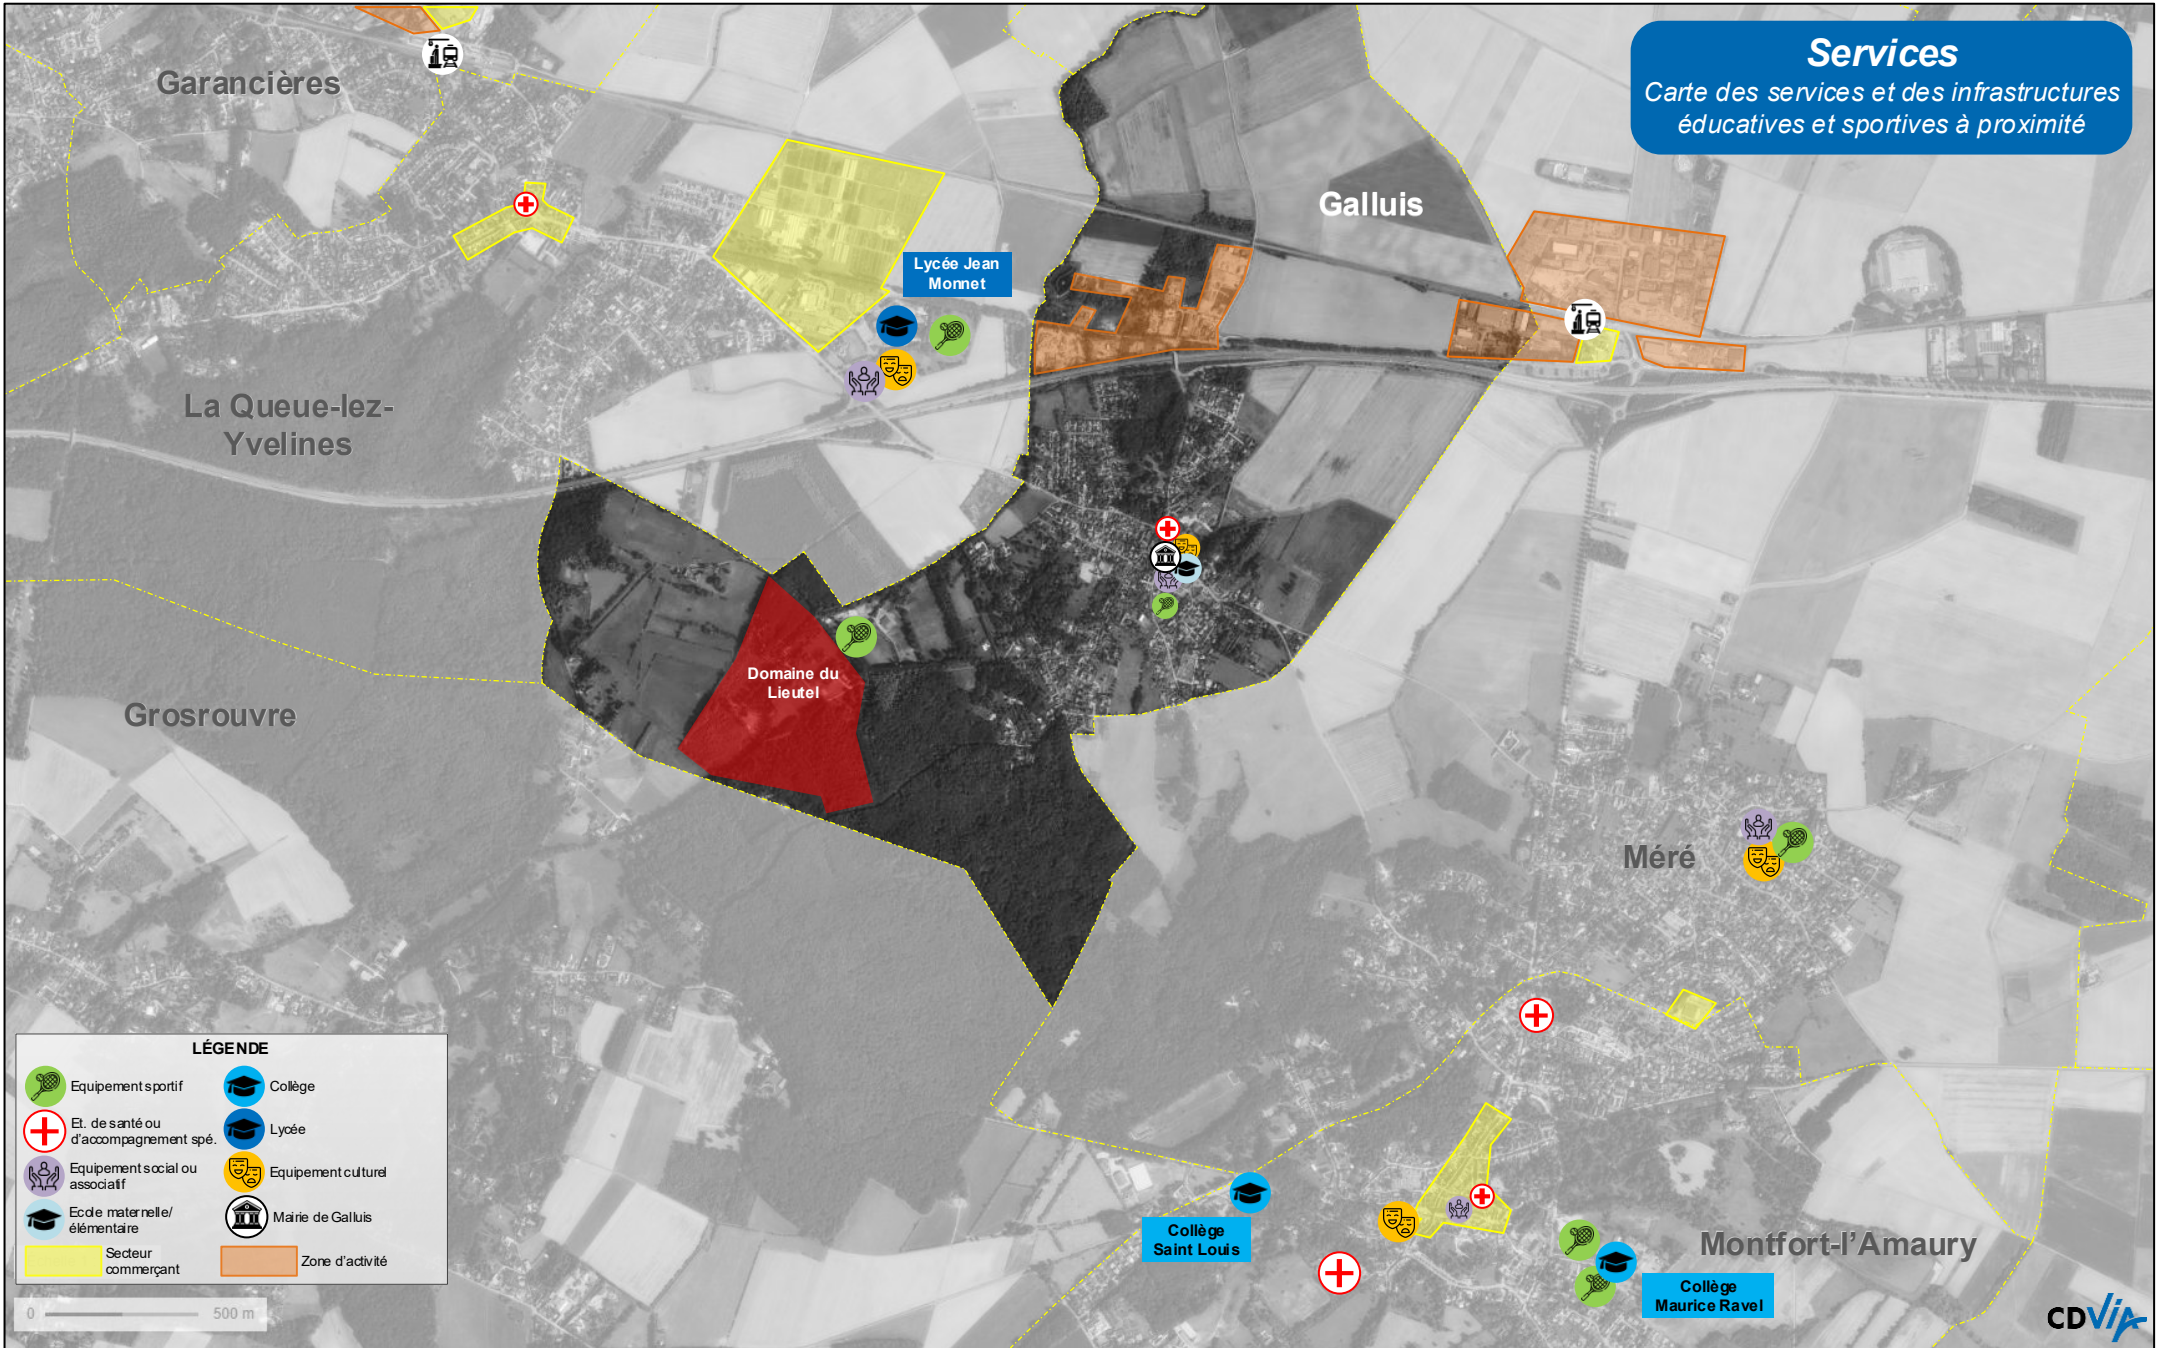 Services
Carte des services et des infrastructures
éducatives et sportives à proximité
Garancières
Galluis
Lycée Jean
Monnet
La Queue-lez-
Yvelines
Domaine du
Lieutel
Grosrouvre
Méré
LÉGENDE
Equipement sportif
Collège
Et. de santé ou
d'accompagnement spé.
Lycée
Equipement social ou
associatif
Equipement culturel
Ecole maternelle/
élémentaire
Mairie de Galluis
Secteur
commerçant
Zone d'activité
0 500 m
Collège
Saint Louis
Montfort-l'Amaury
Collège
Maurice Ravel
CDVIA